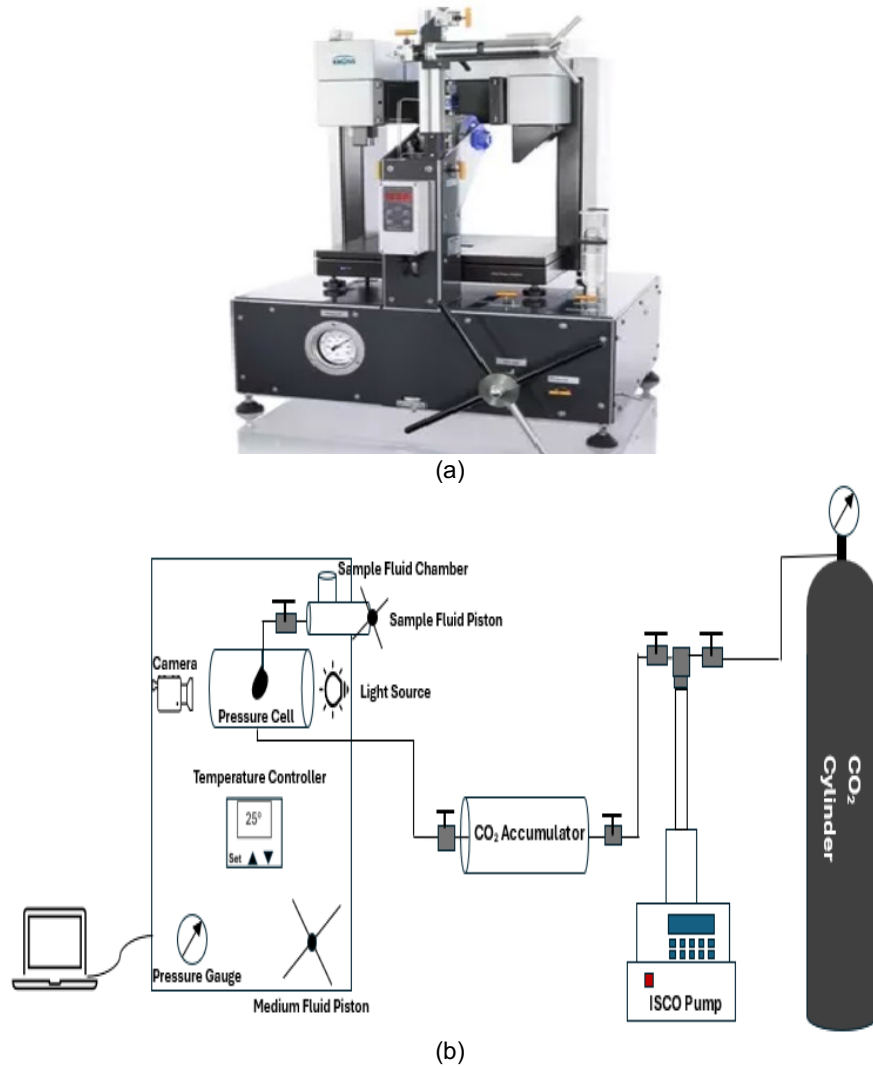 KRÜSS
(a)
Sample Fluid Chamber
Sample Fluid Piston
Camera
Light Source
Pressure Cell
Temperature Controller
25°
Set
CO₂ Accumulator
CO₂
Cylinder
Pressure Gauge
Medium Fluid Piston
ISCO Pump
(b)